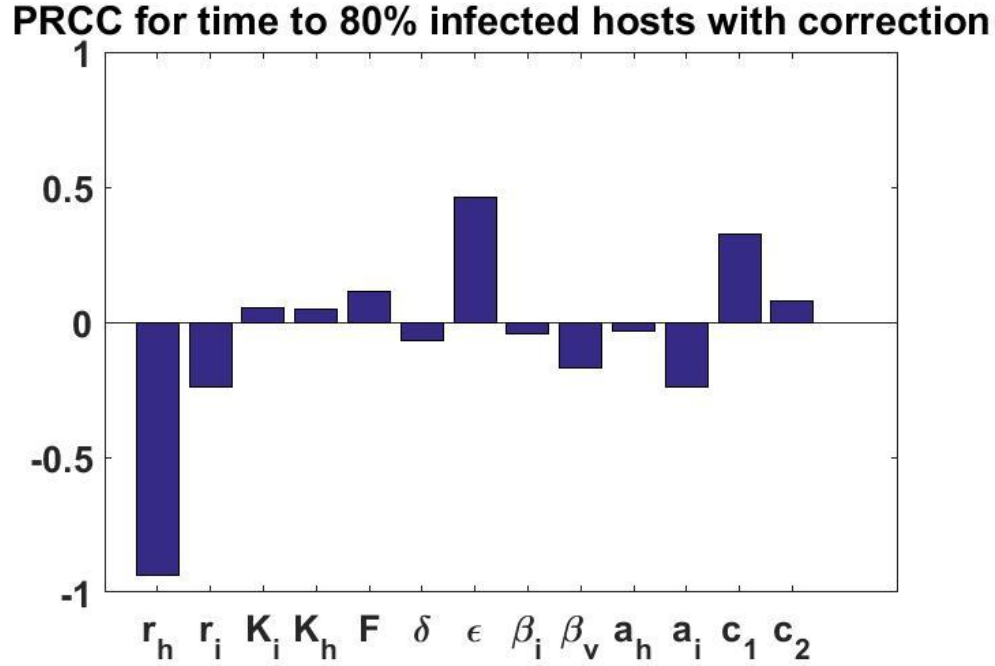 PRCC for time to 80% infected hosts with correction
1
0.5
0
-0.5
-1
r_h r_i K_i K_h F δ ϵ β_i β_v a_h a_i c_1 c_2